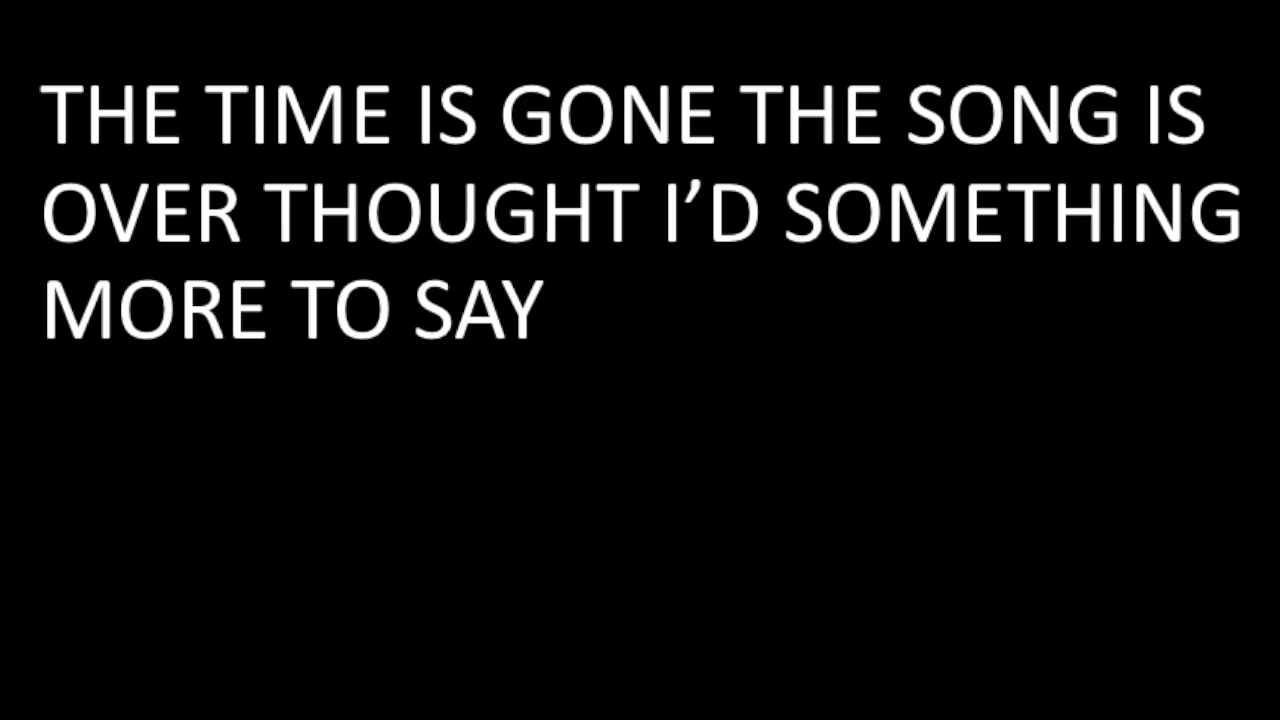 THE TIME IS GONE THE SONG IS
OVER THOUGHT I’D SOMETHING
MORE TO SAY